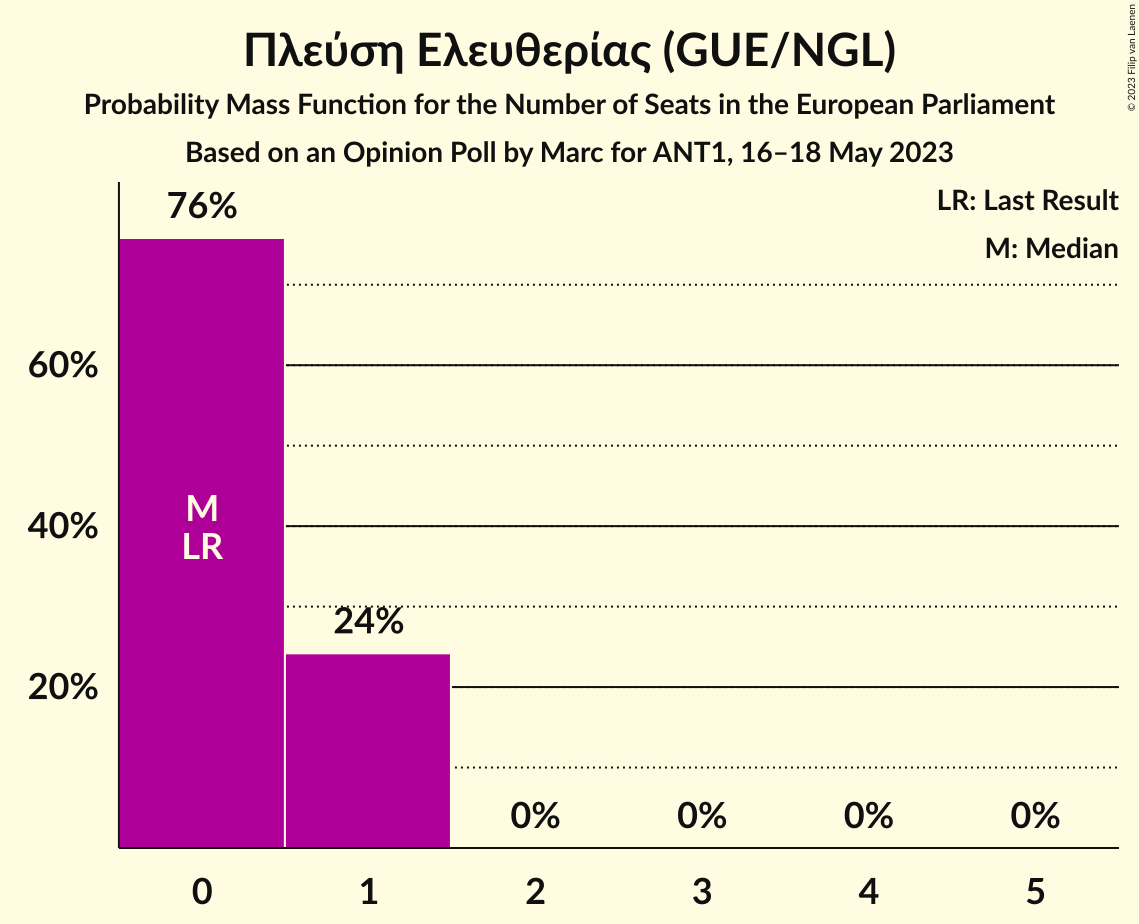 Πλεύση Ελευθερίας (GUE/NGL)
Probability Mass Function for the Number of Seats in the European Parliament
Based on an Opinion Poll by Marc for ANT1, 16–18 May 2023
© 2023 Filip van Laenen
LR: Last Result
M: Median
76%
60%
40%
20%
M
LR
24%
0% 0% 0% 0%
0 1 2 3 4 5